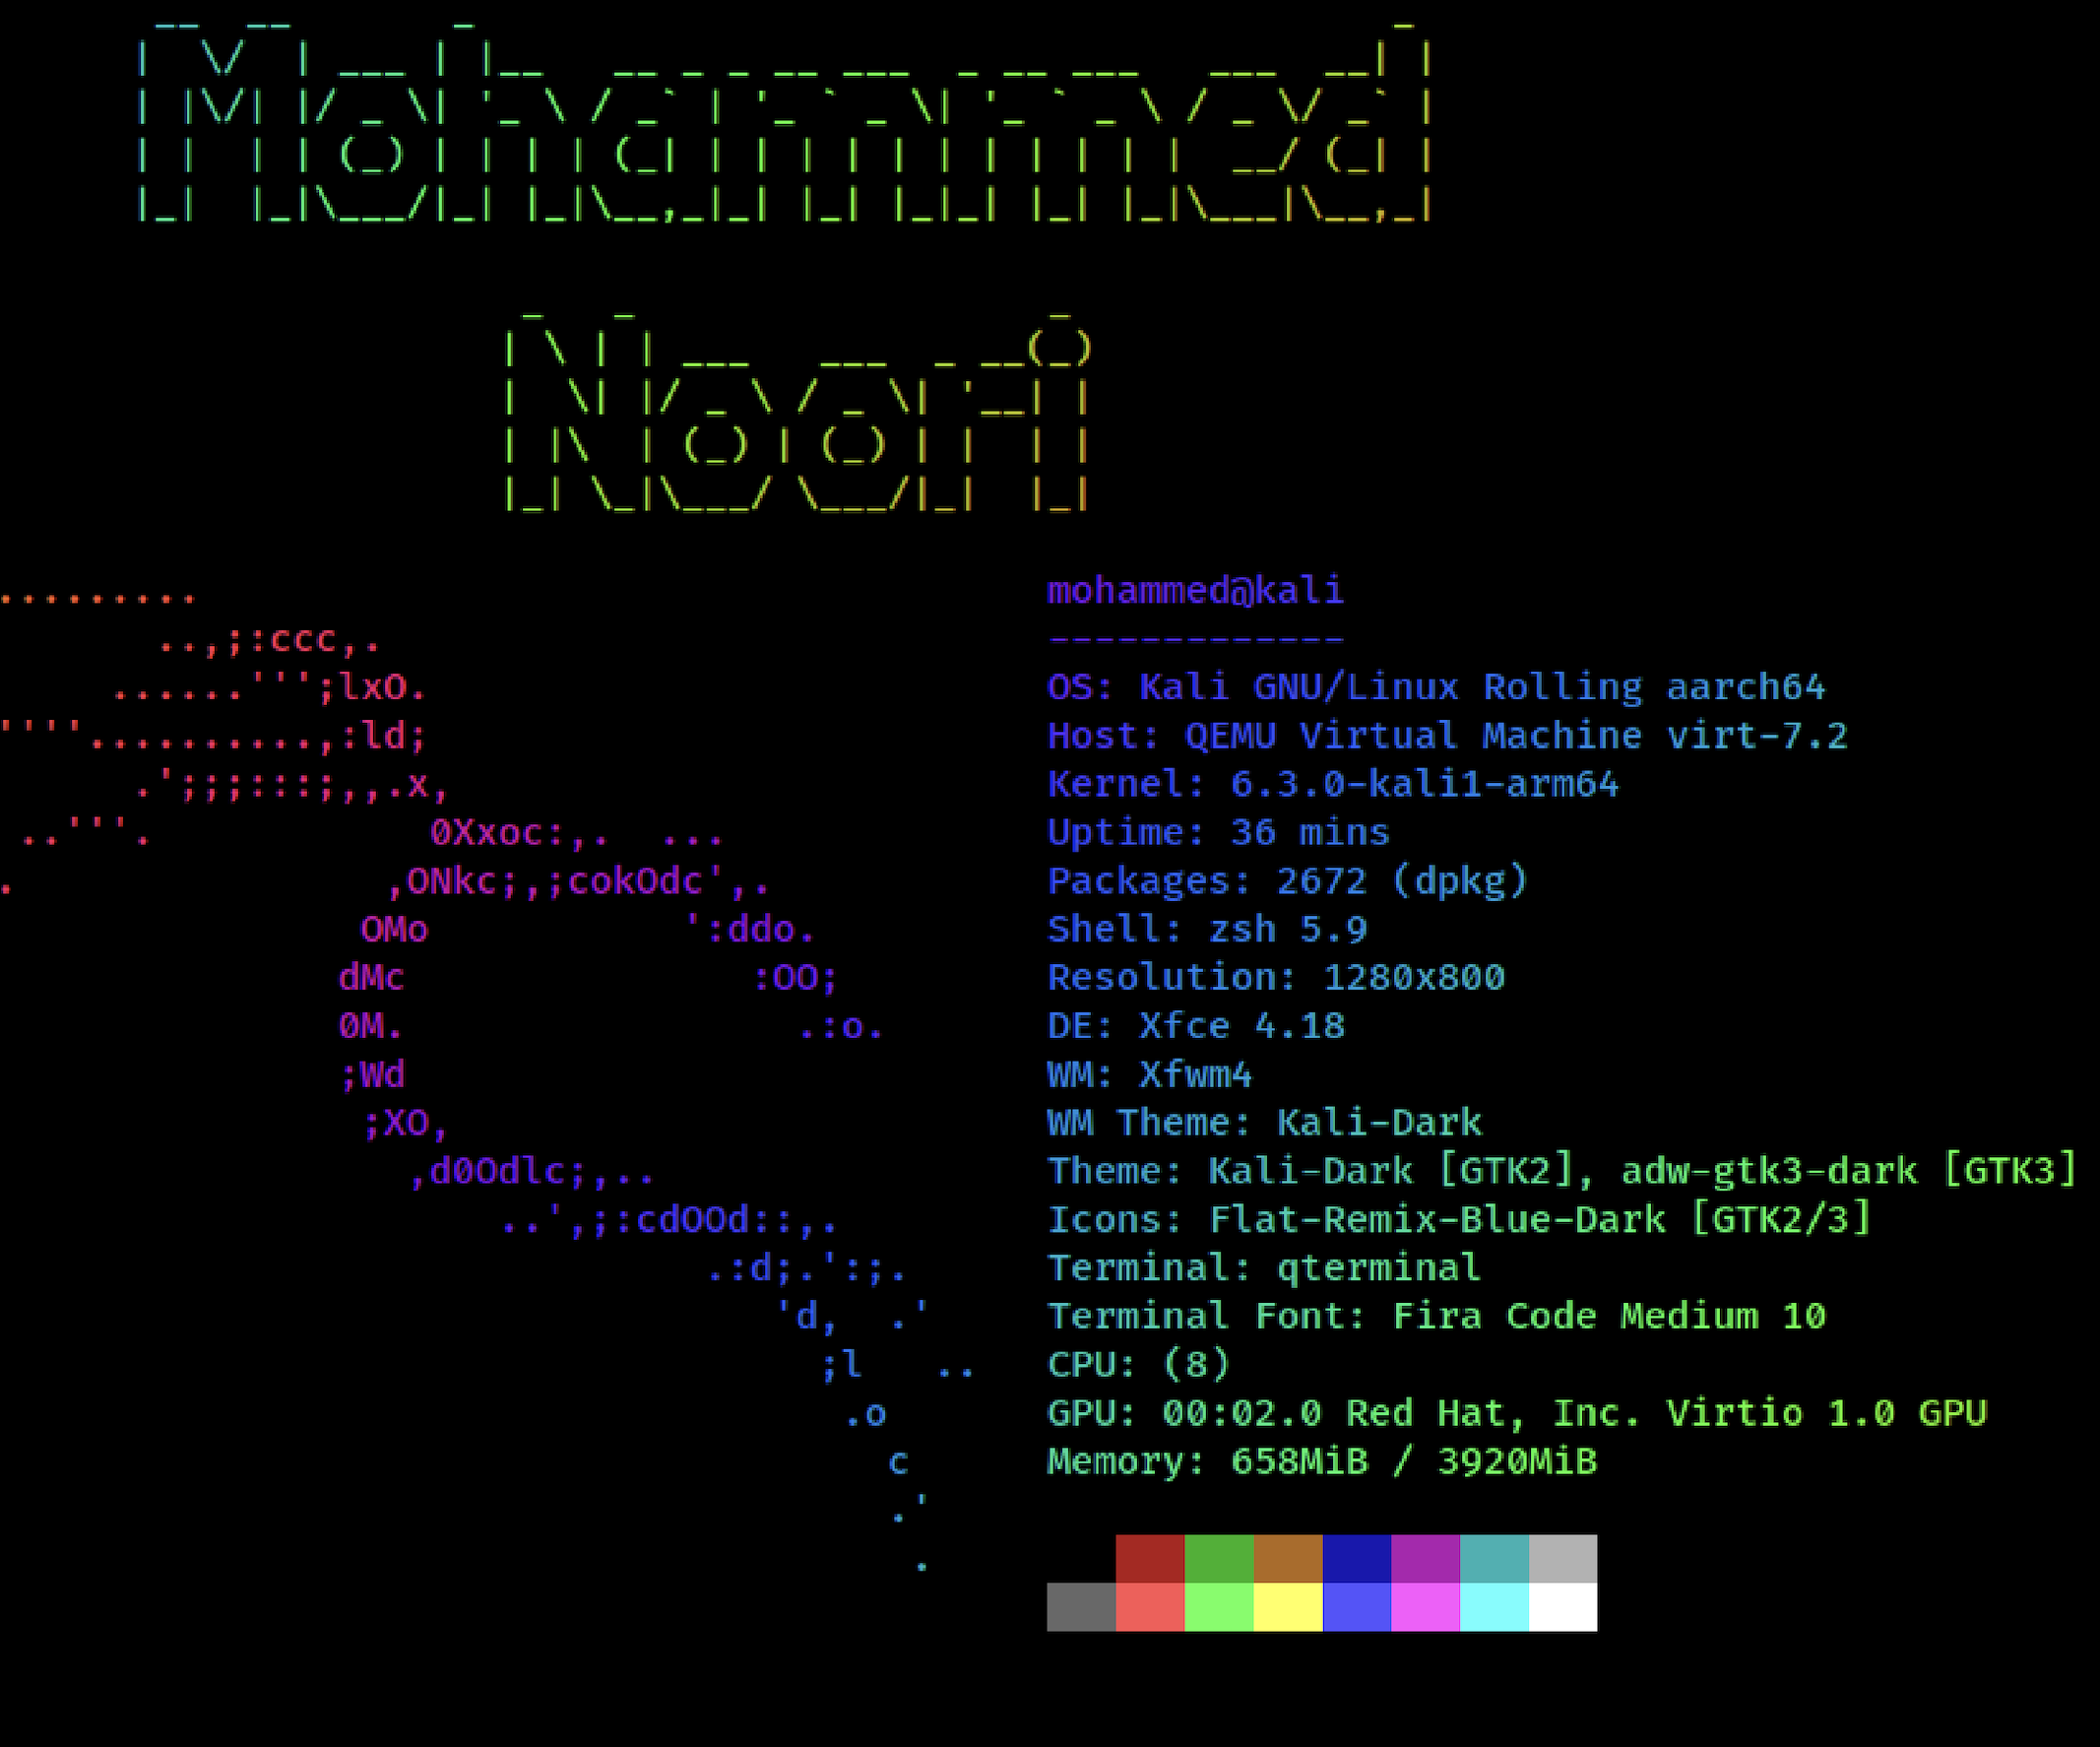 Mohammed
Noori
mohammed@kali
-------------
OS: Kali GNU/Linux Rolling aarch64
Host: QEMU Virtual Machine virt-7.2
Kernel: 6.3.0-kali1-arm64
Uptime: 36 mins
Packages: 2672 (dpkg)
Shell: zsh 5.9
Resolution: 1280x800
DE: Xfce 4.18
WM: Xfwm4
WM Theme: Kali-Dark
Theme: Kali-Dark [GTK2], adw-gtk3-dark [GTK3]
Icons: Flat-Remix-Blue-Dark [GTK2/3]
Terminal: qterminal
Terminal Font: Fira Code Medium 10
CPU: (8)
GPU: 00:02.0 Red Hat, Inc. Virtio 1.0 GPU
Memory: 658MiB / 3920MiB